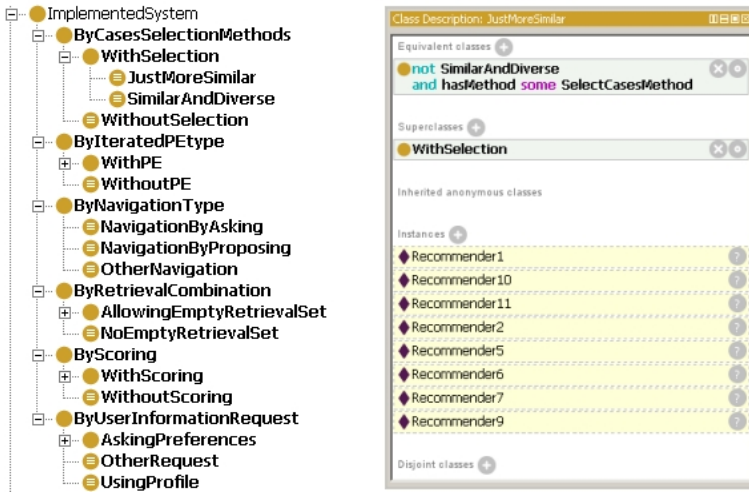 ImplementedSystem
ByCasesSelectionMethods
WithSelection
JustMoreSimilar
SimilarAndDiverse
WithoutSelection
ByIteratedPEtype
WithPE
WithoutPE
ByNavigationType
NavigationByAsking
NavigationByProposing
OtherNavigation
ByRetrievalCombination
AllowingEmptyRetrievalSet
NoEmptyRetrievalSet
ByScoring
WithScoring
WithoutScoring
ByUserInformationRequest
AskingPreferences
OtherRequest
UsingProfile
Class Description: JustMoreSimilar
Equivalent classes
not SimilarAndDiverse
and hasMethod some SelectCasesMethod
Superclasses
WithSelection
Inherited anonymous classes
Instances
Recommender1
Recommender10
Recommender11
Recommender2
Recommender5
Recommender6
Recommender7
Recommender9
Disjoint classes